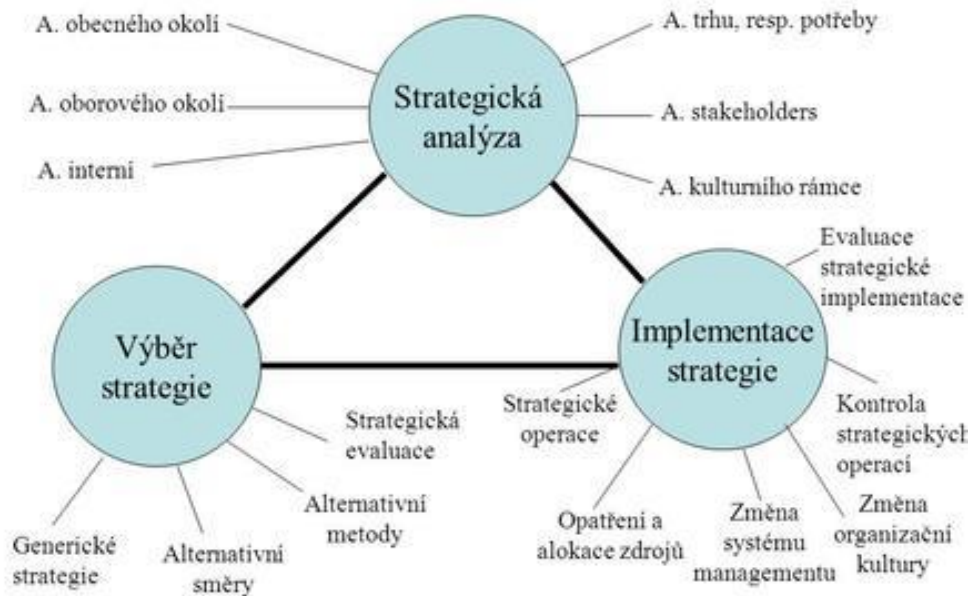 A. obecného okolí
A. oborového okolí
A. interní
Strategická
analýza
A. trhu, resp. potřeby
A. stakeholders
A. kulturního rámce
Výběr
strategie
Strategická
evaluace
Alternativní
metody
Alternativní
směry
Generické
strategie
Implementace
strategie
Evaluace
strategické
implementace
Kontrola
strategických
operací
Změna
organizační
kultury
Změna
systému
managementu
Opatření a
alokace zdrojů
Strategické
operace